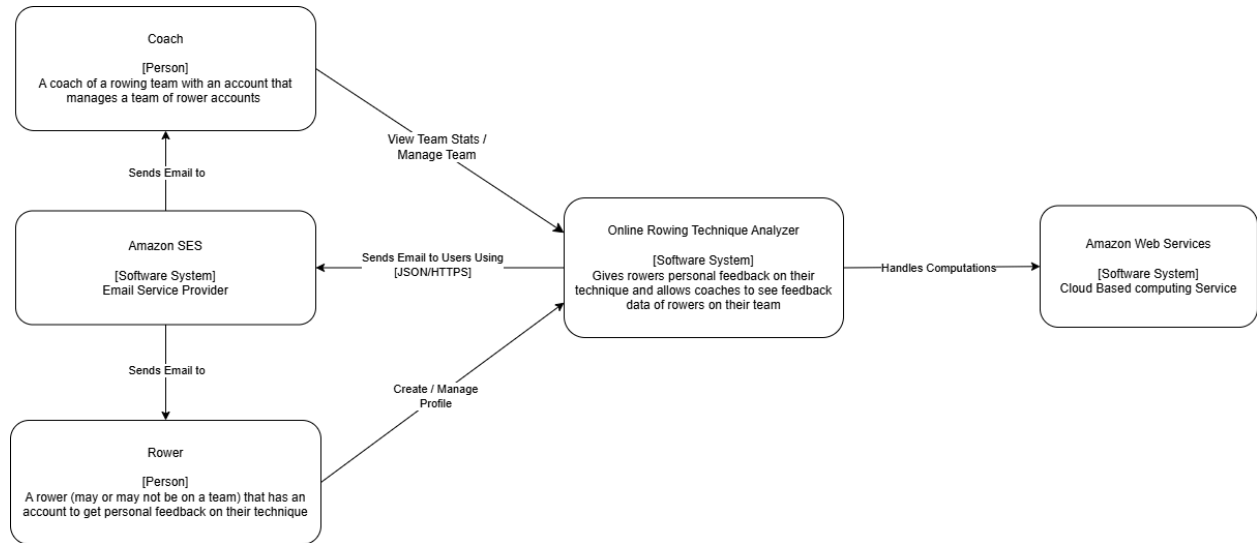 Coach
[Person]
A coach of a rowing team with an account that
manages a team of rower accounts
View Team Stats /
Manage Team
Sends Email to
Amazon SES
[Software System]
Email Service Provider
Sends Email to Users Using
[JSON/HTTPS]
Online Rowing Technique Analyzer
[Software System]
Gives rowers personal feedback on their
technique and allows coaches to see feedback
data of rowers on their team
Handles Computations
Amazon Web Services
[Software System]
Cloud Based computing Service
Sends Email to
Create / Manage
Profile
Rower
[Person]
A rower (may or may not be on a team) that has an
account to get personal feedback on their technique